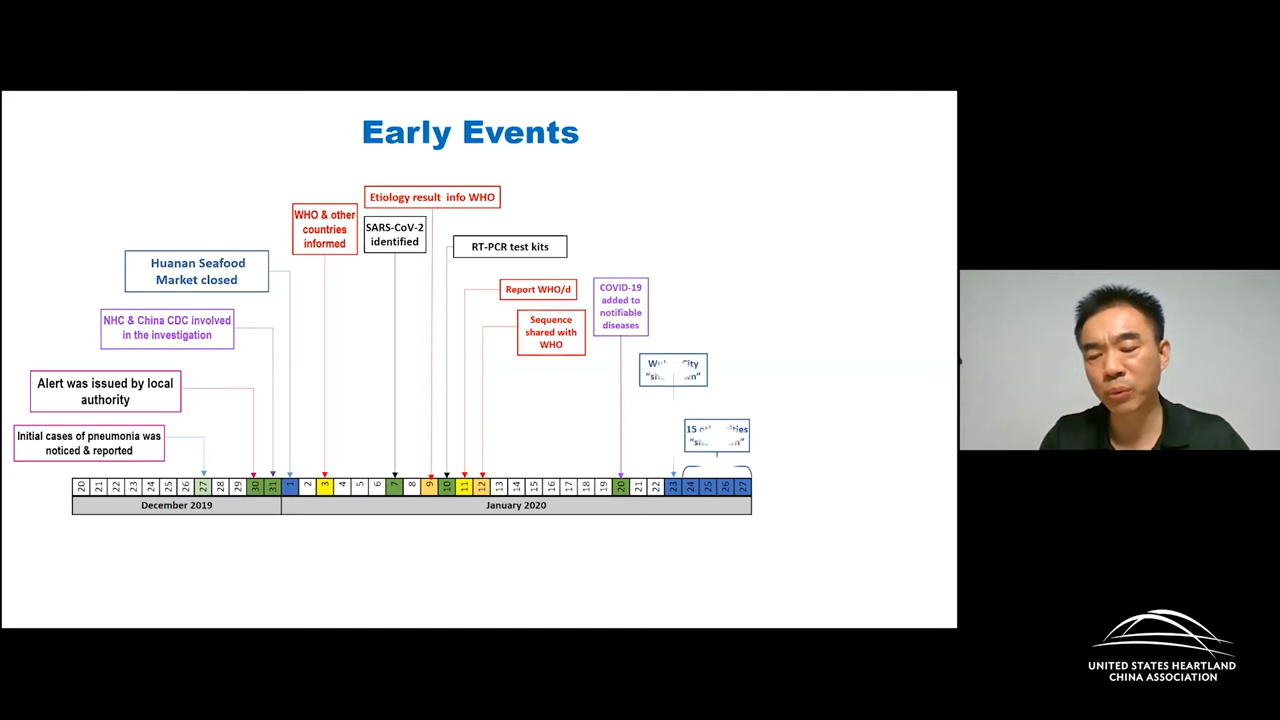 Early Events
Etiology result info WHO
WHO & other
countries
informed
SARS-CoV-2
identified
RT-PCR test kits
Huanan Seafood
Market closed
Report WHO/d
COVID-19
added to
notifiable
diseases
NHC & China CDC involved
in the investigation
Sequence
shared with
WHO
City
Alert was issued by local
authority
15
Initial cases of pneumonia was
noticed & reported
20 21 22 23 24 25 26 27 28 29 30 31 1 2 3 4 5 6 7 8 9 10 11 12 13 14 15 16 17 18 19 20 21 22 23 24 25 26 27
December 2019
January 2020
UNITED STATES HEARTLAND
CHINA ASSOCIATION